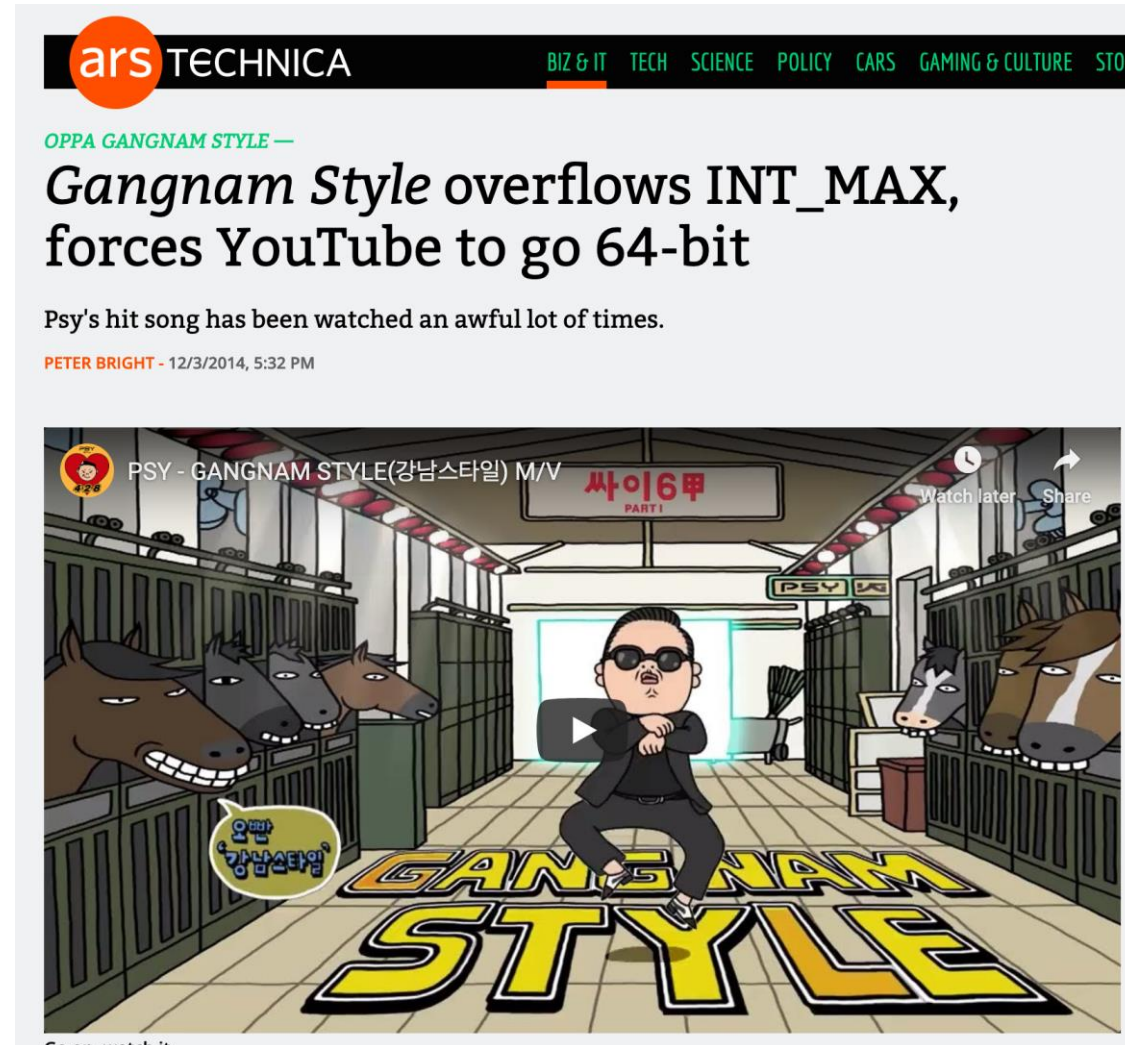 ars TECHNICA
BIZ & IT TECH SCIENCE POLICY CARS GAMING & CULTURE STO
OPPA GANGNAM STYLE —
Gangnam Style overflows INT_MAX,
forces YouTube to go 64-bit
Psy's hit song has been watched an awful lot of times.
PETER BRIGHT - 12/3/2014, 5:32 PM
PSY - GANGNAM STYLE(강남스타일) M/V
Watch later
Share
싸이6甲
PART I
PSY
오빤
'강남스타일'
GANGNAM
STYLE